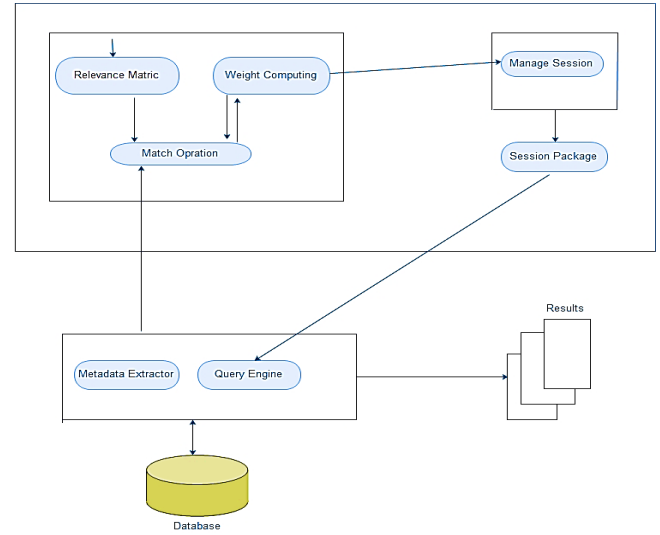 Relevance Matric
Weight Computing
Manage Session
Match Opration
Session Package
Results
Metadata Extractor
Query Engine
Database